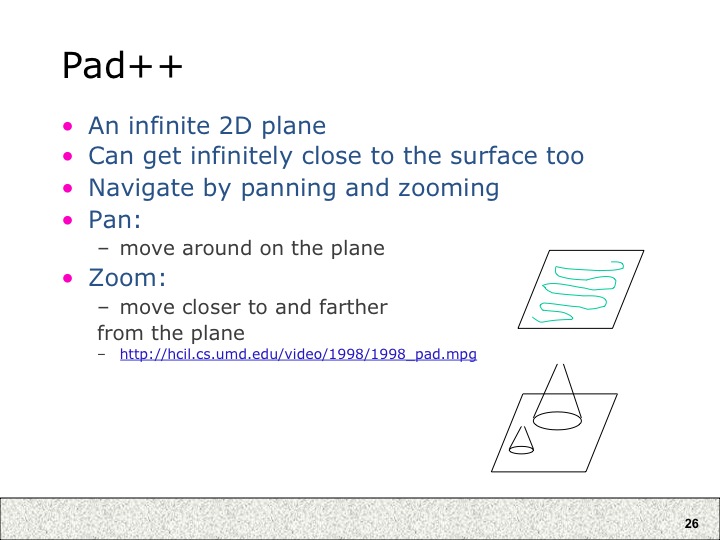 Pad++
• An infinite 2D plane
• Can get infinitely close to the surface too
• Navigate by panning and zooming
• Pan:
– move around on the plane
• Zoom:
– move closer to and farther
from the plane
– http://hcil.cs.umd.edu/video/1998/1998_pad.mpg
26